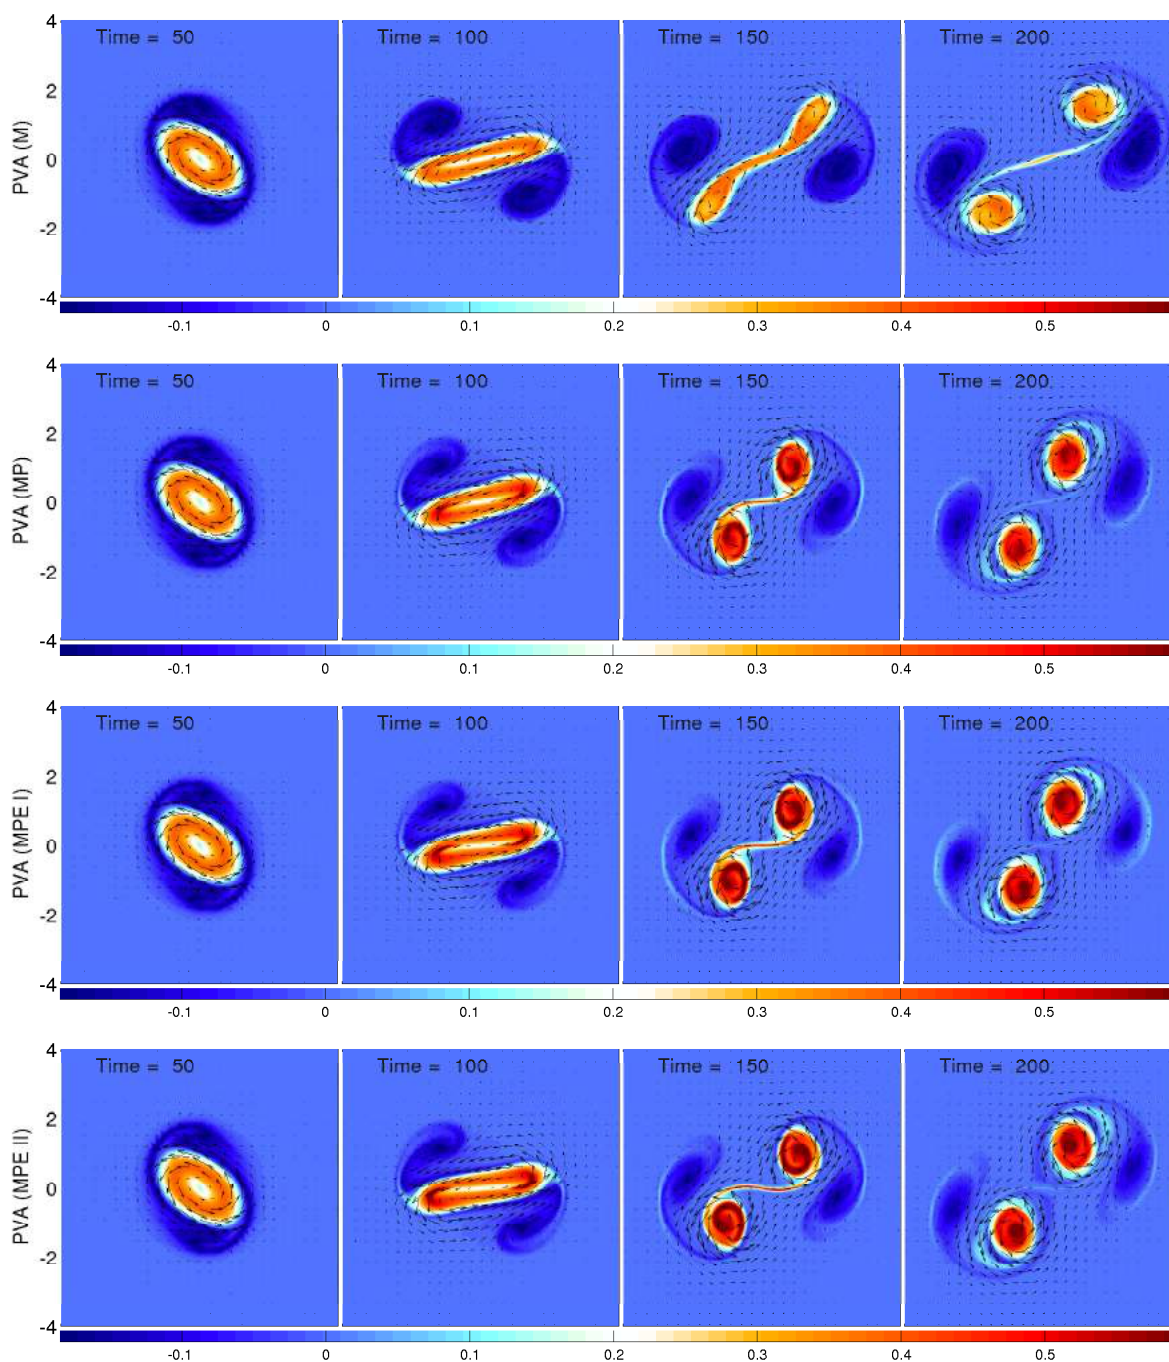 4
Time = 50
Time = 100
Time = 150
Time = 200
2
PVA (M)
0
-2
-4
-0.1 0 0.1 0.2 0.3 0.4 0.5
4
Time = 50
Time = 100
Time = 150
Time = 200
2
PVA (MP)
0
-2
-4
-0.1 0 0.1 0.2 0.3 0.4 0.5
4
Time = 50
Time = 100
Time = 150
Time = 200
2
PVA (MPE I)
0
-2
-4
-0.1 0 0.1 0.2 0.3 0.4 0.5
4
Time = 50
Time = 100
Time = 150
Time = 200
2
PVA (MPE II)
0
-2
-4
-0.1 0 0.1 0.2 0.3 0.4 0.5